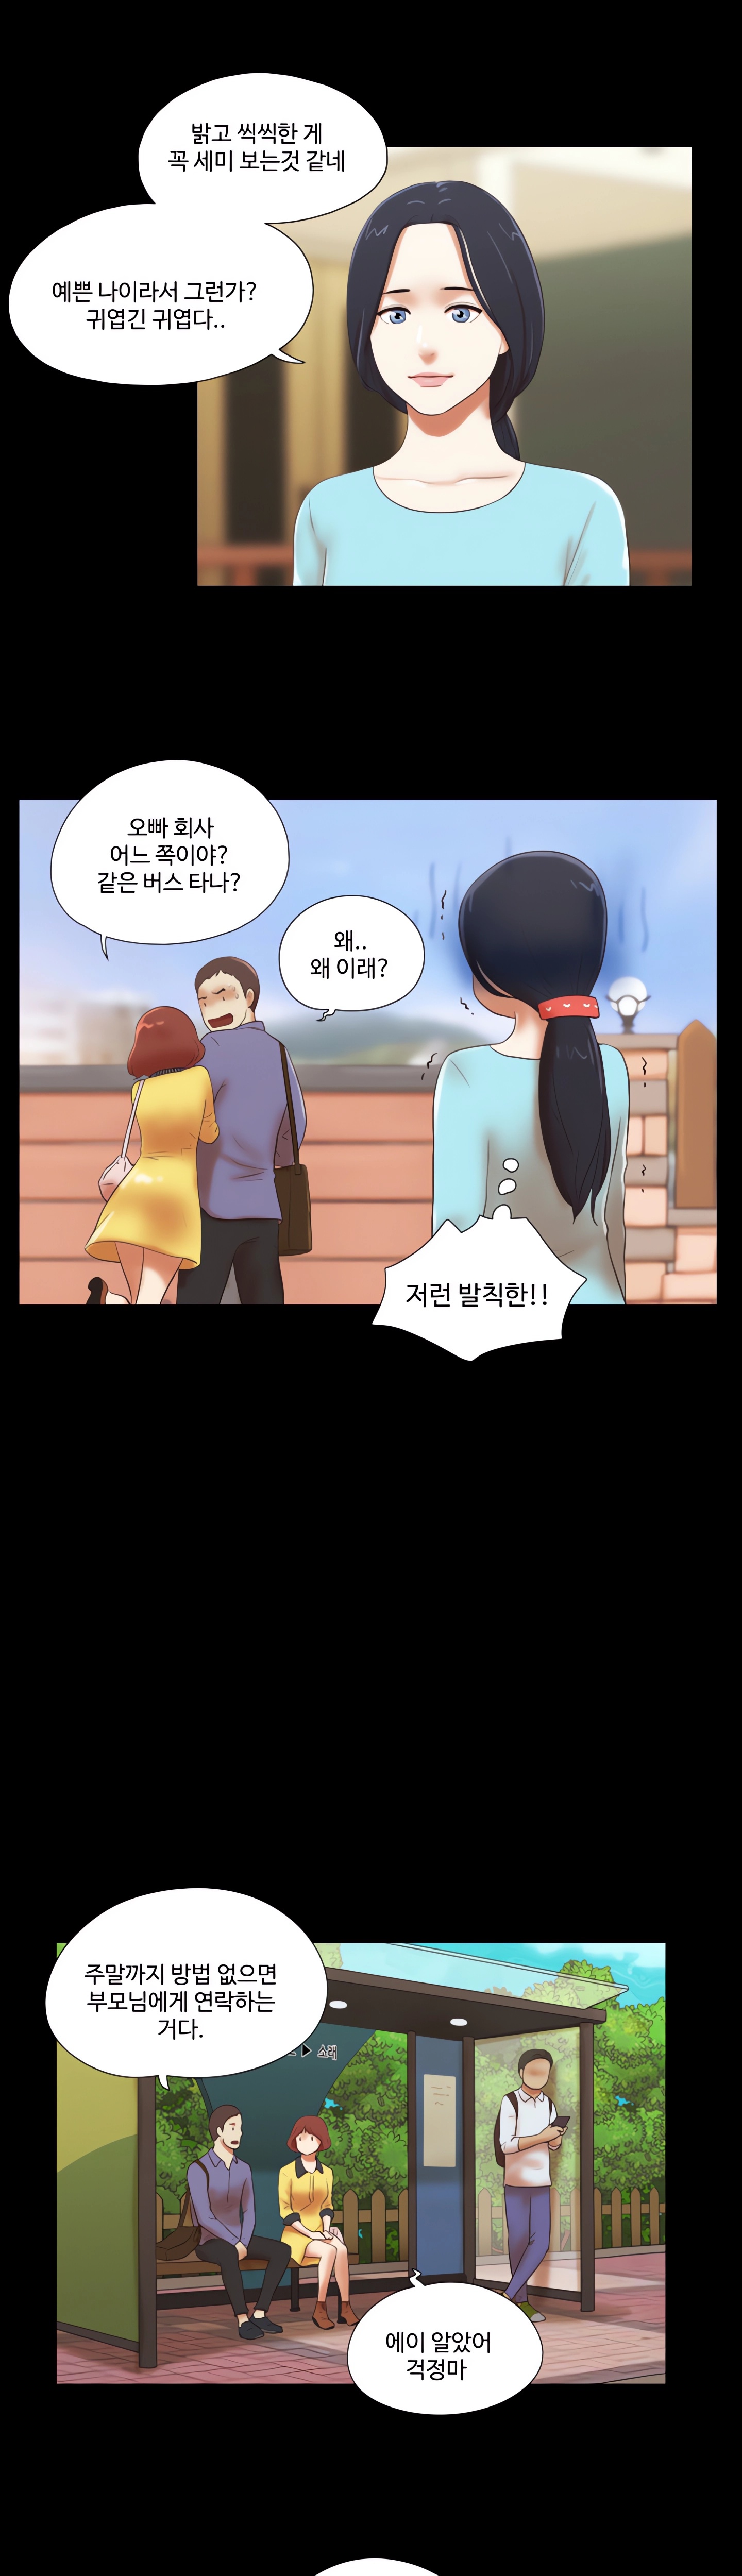 밝고 씩씩한 게
꼭 세미 보는것 같네
예쁜 나이라서 그런가?
귀엽긴 귀엽다..
오빠 회사
어느 쪽이야?
같은 버스 타나?
왜..
왜 이래?
저런 발칙한!!
주말까지 방법 없으면
부모님에게 연락하는
거다.
▶ 소래
에이 알았어
걱정마